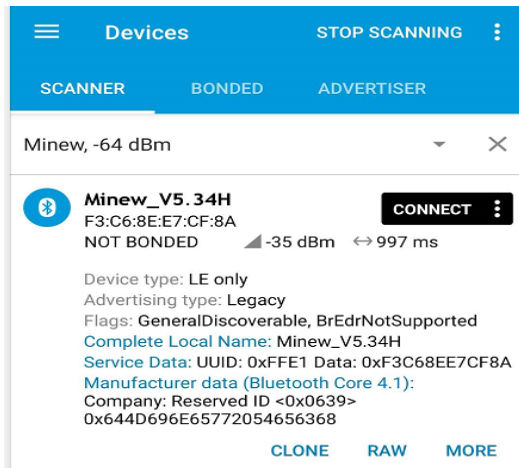 Devices STOP SCANNING
SCANNER BONDED ADVERTISER
Minew, -64 dBm
Minew_V5.34H
CONNECT
F3:C6:8E:E7:CF:8A
NOT BONDED -35 dBm 997 ms
Device type: LE only
Advertising type: Legacy
Flags: GeneralDiscoverable, BrEdrNotSupported
Complete Local Name: Minew_V5.34H
Service Data: UUID: 0xFFE1 Data: 0xF3C68EE7CF8A
Manufacturer data (Bluetooth Core 4.1):
Company: Reserved ID <0x0639>
0x644D696E65772054656368
CLONE RAW MORE